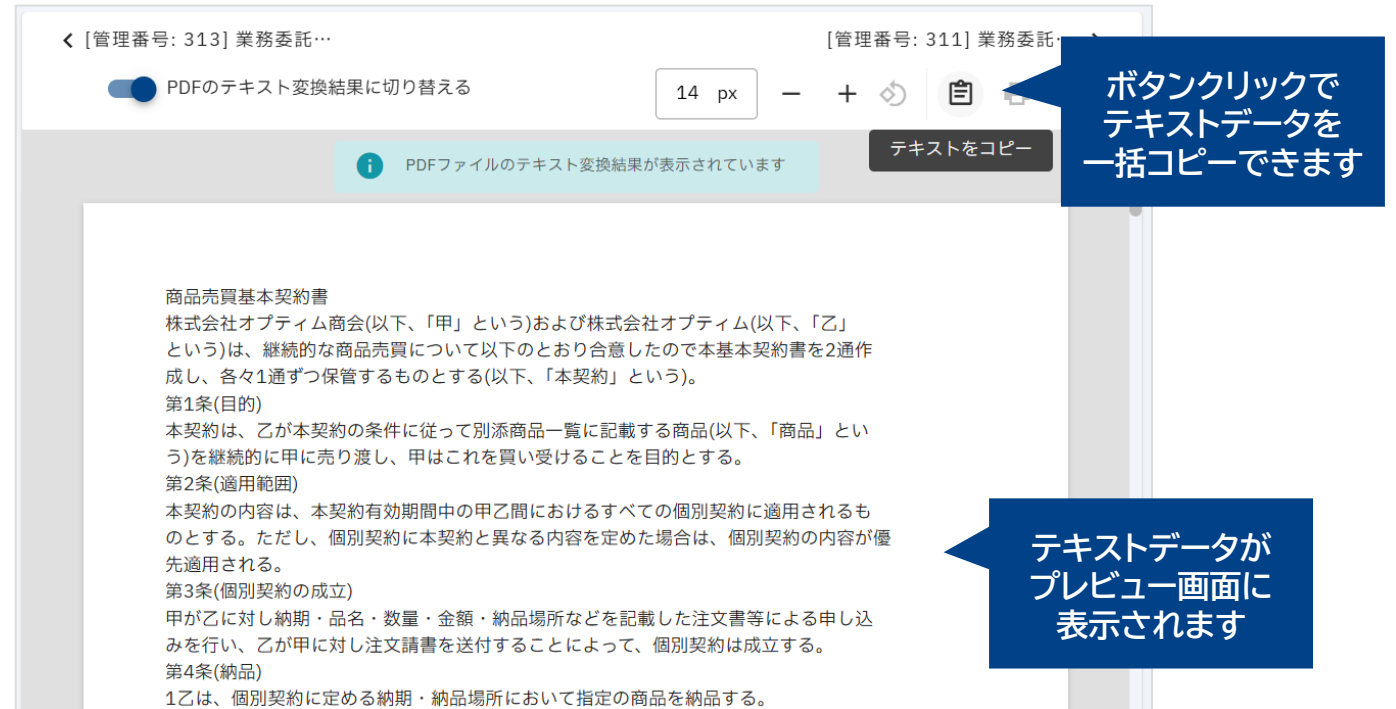 [管理番号: 313] 業務委託…
[管理番号: 311] 業務委託…
PDFのテキスト変換結果に切り替える
14 px
ボタンクリックで
テキストデータを
一括コピーできます
テキストをコピー
PDFファイルのテキスト変換結果が表示されています
商品売買基本契約書
株式会社オプティム商会(以下、「甲」という)および株式会社オプティム(以下、「乙」
という)は、継続的な商品売買について以下のとおり合意したので本基本契約書を2通作
成し、各々1通ずつ保管するものとする(以下、「本契約」という)。
第1条(目的)
本契約は、乙が本契約の条件に従って別添商品一覧に記載する商品(以下、「商品」とい
う)を継続的に甲に売り渡し、甲はこれを買い受けることを目的とする。
第2条(適用範囲)
本契約の内容は、本契約有効期間中の甲乙間におけるすべての個別契約に適用されるも
のとする。ただし、個別契約に本契約と異なる内容を定めた場合は、個別契約の内容が優
先適用される。
第3条(個別契約の成立)
甲が乙に対し納期・品名・数量・金額・納品場所などを記載した注文書等による申し込
みを行い、乙が甲に対し注文請書を送付することによって、個別契約は成立する。
第4条(納品)
1乙は、個別契約に定める納期・納品場所において指定の商品を納品する。
テキストデータが
プレビュー画面に
表示されます